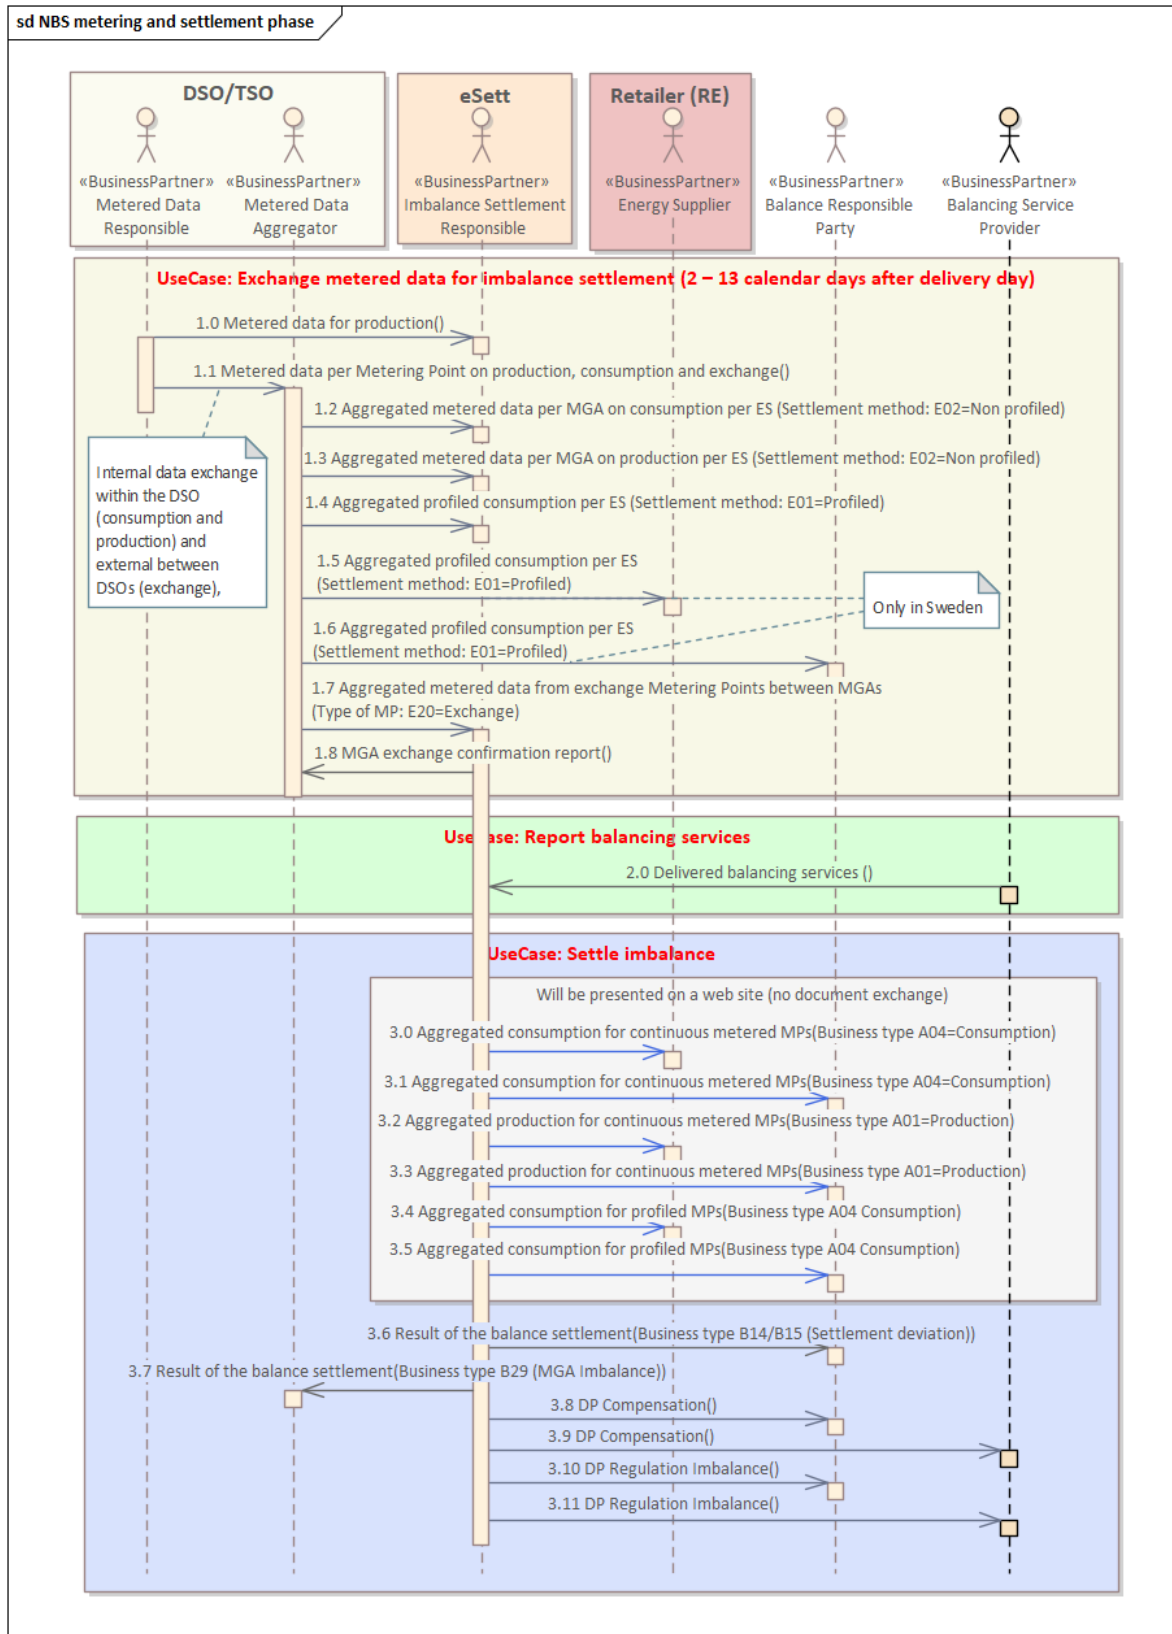 sd NBS metering and settlement phase
DSO/TSO
eSett
Retailer (RE)
«BusinessPartner»
Metered Data
Responsible
«BusinessPartner»
Metered Data
Aggregator
«BusinessPartner»
Imbalance Settlement
Responsible
«BusinessPartner»
Energy Supplier
«BusinessPartner»
Balance Responsible
Party
«BusinessPartner»
Balancing Service
Provider
UseCase: Exchange metered data for imbalance settlement (2 – 13 calendar days after delivery day)
1.0 Metered data for production()
1.1 Metered data per Metering Point on production, consumption and exchange()
1.2 Aggregated metered data per MGA on consumption per ES (Settlement method: E02=Non profiled)
Internal data exchange
within the DSO
(consumption and
production) and
external between
DSOs (exchange),
1.3 Aggregated metered data per MGA on production per ES (Settlement method: E02=Non profiled)
1.4 Aggregated profiled consumption per ES (Settlement method: E01=Profiled)
1.5 Aggregated profiled consumption per ES
(Settlement method: E01=Profiled)
Only in Sweden
1.6 Aggregated profiled consumption per ES
(Settlement method: E01=Profiled)
1.7 Aggregated metered data from exchange Metering Points between MGAs
(Type of MP: E20=Exchange)
1.8 MGA exchange confirmation report()
UseCase: Report balancing services
2.0 Delivered balancing services ()
UseCase: Settle imbalance
Will be presented on a web site (no document exchange)
3.0 Aggregated consumption for continuous metered MPs(Business type A04=Consumption)
3.1 Aggregated consumption for continuous metered MPs(Business type A04=Consumption)
3.2 Aggregated production for continuous metered MPs(Business type A01=Production)
3.3 Aggregated production for continuous metered MPs(Business type A01=Production)
3.4 Aggregated consumption for profiled MPs(Business type A04 Consumption)
3.5 Aggregated consumption for profiled MPs(Business type A04 Consumption)
3.6 Result of the balance settlement(Business type B14/B15 (Settlement deviation))
3.7 Result of the balance settlement(Business type B29 (MGA Imbalance))
3.8 DP Compensation()
3.9 DP Compensation()
3.10 DP Regulation Imbalance()
3.11 DP Regulation Imbalance()